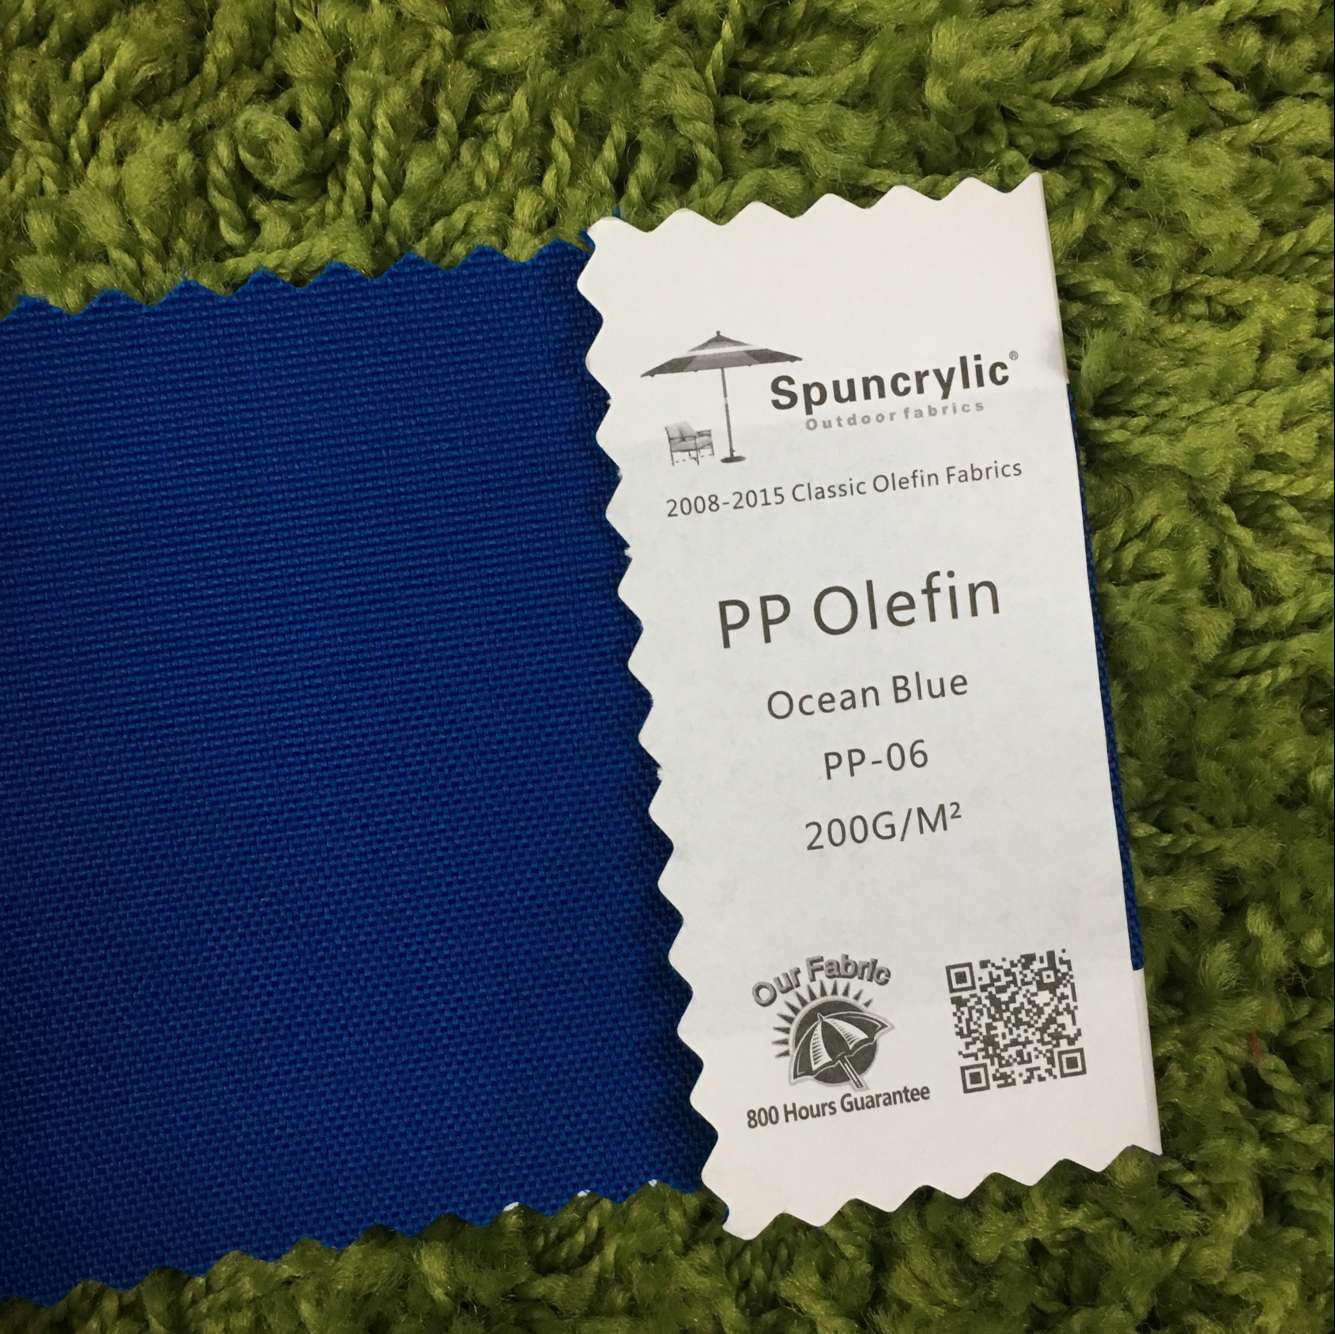 Spuncrylic®
Outdoor fabrics
2008-2015 Classic Olefin Fabrics
PP Olefin
Ocean Blue
PP-06
200G/M²
Our Fabric
800 Hours Guarantee